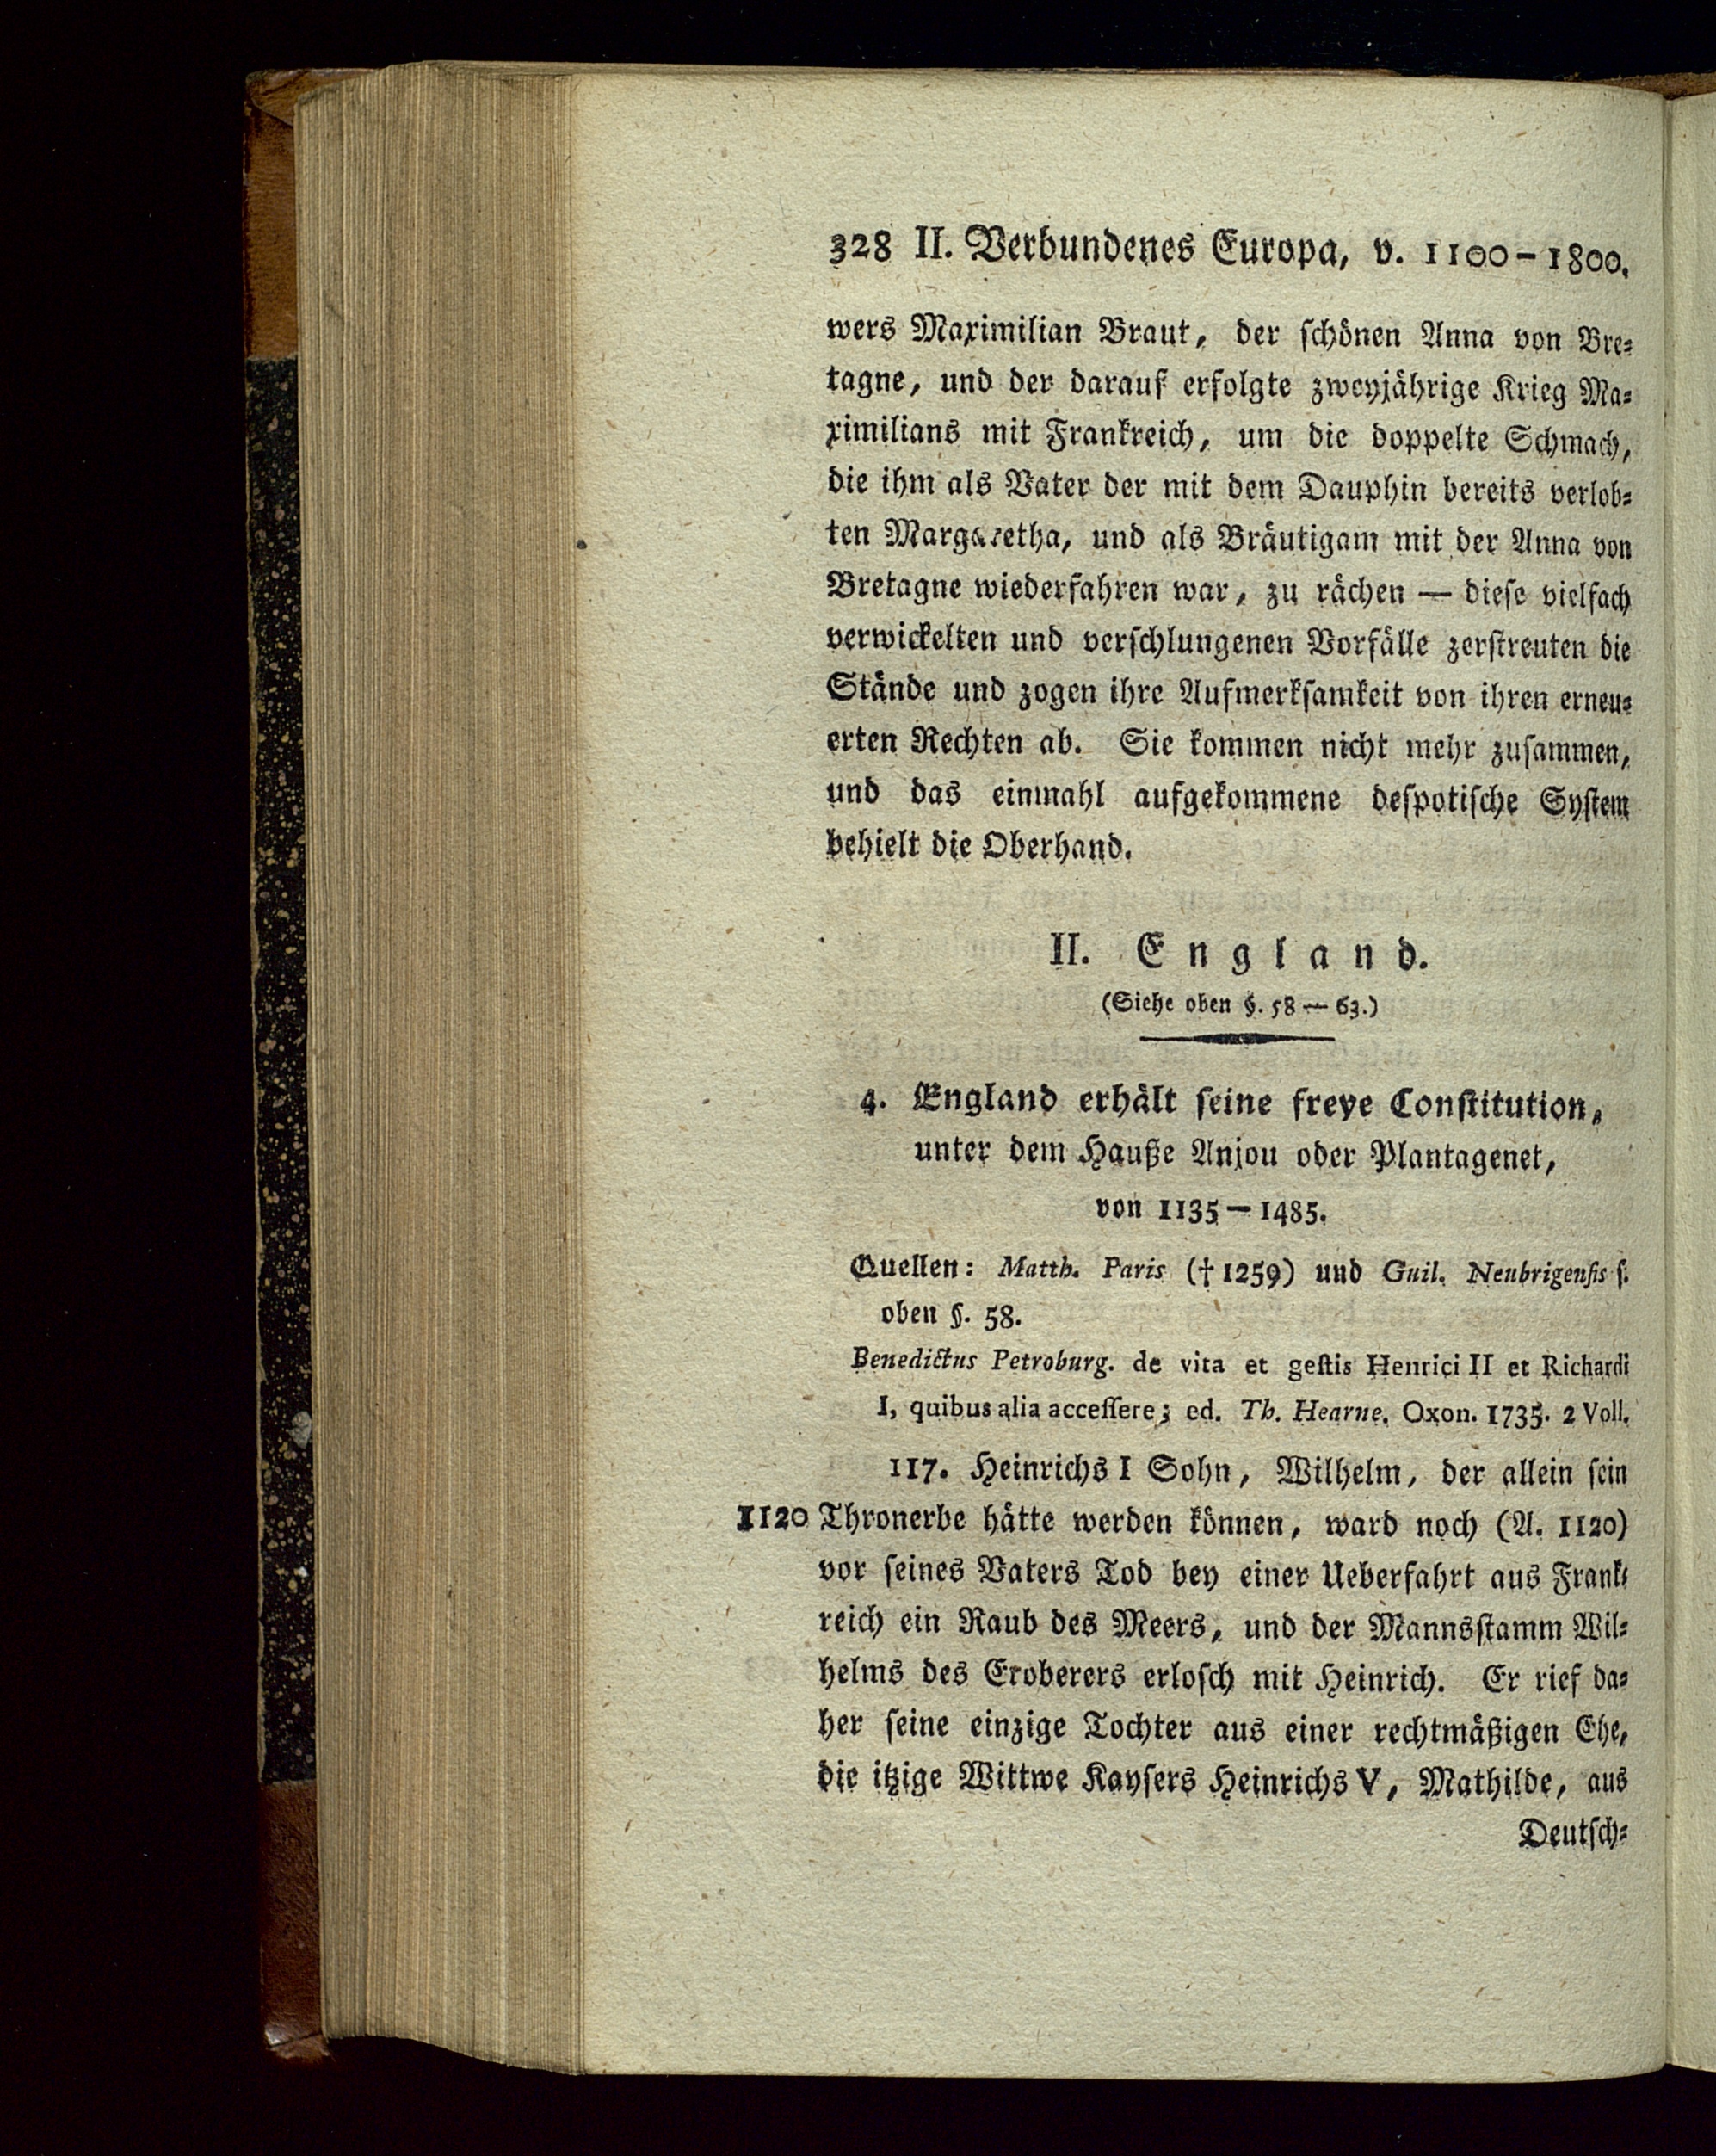 328 II. Verbundenes Europa, v. 1100-1800.
wers Maximilian Braut, der schönen Anna von Bre-
tagne, und der darauf erfolgte zweyjährige Krieg Ma-
ximilians mit Frankreich, um die doppelte Schmach,
die ihm als Vater der mit dem Dauphin bereits verlob-
ten Margaretha, und als Bräutigam mit der Anna von
Bretagne wiederfahren war, zu rächen — diese vielfach
verwickelten und verschlungenen Vorfälle zerstreuten die
Stände und zogen ihre Aufmerksamkeit von ihren erneu-
erten Rechten ab. Sie kommen nicht mehr zusammen,
und das einmahl aufgekommene despotische System
behielt die Oberhand.
II. England.
(Siehe oben §. 58 — 63.)
4. England erhält seine freye Constitution,
unter dem Hauße Anjou oder Plantagenet,
von 1135 — 1485.
Quellen: Matth. Paris († 1259) und Guil. Neubrigensis s.
oben §. 58.
Benedictus Petroburg. de vita et gestis Henrici II et Richardi
I, quibus alia accessere; ed. Th. Hearne. Oxon. 1735. 2 Voll.
117. Heinrichs I Sohn, Wilhelm, der allein sein
1120 Thronerbe hätte werden können, ward noch (A. 1120)
vor seines Vaters Tod bey einer Ueberfahrt aus Frank-
reich ein Raub des Meers, und der Mannsstamm Wil-
helms des Eroberers erlosch mit Heinrich. Er rief da-
her seine einzige Tochter aus einer rechtmäßigen Ehe,
die itzige Wittwe Kaysers Heinrichs V, Mathilde, aus
Deutsch-